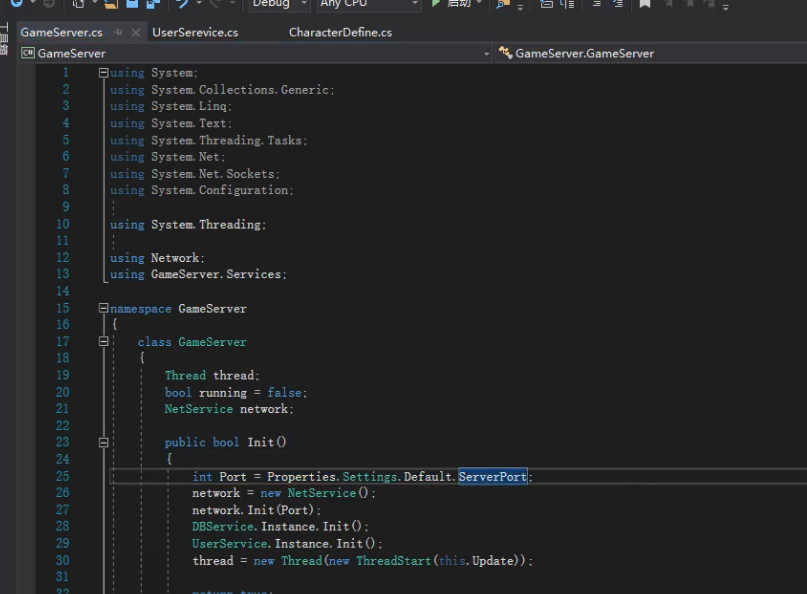 Debug Any CPU 启动
GameServer.cs UserSerevice.cs CharacterDefine.cs
C# GameServer GameServer.GameServer
1 using System;
2 using System.Collections.Generic;
3 using System.Linq;
4 using System.Text;
5 using System.Threading.Tasks;
6 using System.Net;
7 using System.Net.Sockets;
8 using System.Configuration;
9
10 using System.Threading;
11
12 using Network;
13 using GameServer.Services;
14
15 namespace GameServer
16 {
17 class GameServer
18 {
19 Thread thread;
20 bool running = false;
21 NetService network;
22
23 public bool Init()
24 {
25 int Port = Properties.Settings.Default.ServerPort;
26 network = new NetService();
27 network.Init(Port);
28 DBService.Instance.Init();
29 UserService.Instance.Init();
30 thread = new Thread(new ThreadStart(this.Update));
31
32 return true;